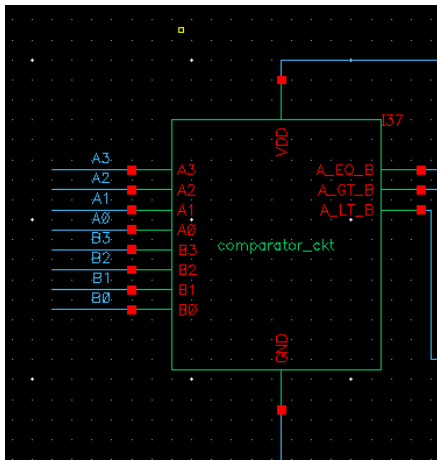 I37
VDD
A3
A2
A1
A0
B3
B2
B1
B0
A3
A2
A1
A0
B3
B2
B1
B0
comparator_ckt
A_EQ_B
A_GT_B
A_LT_B
GND